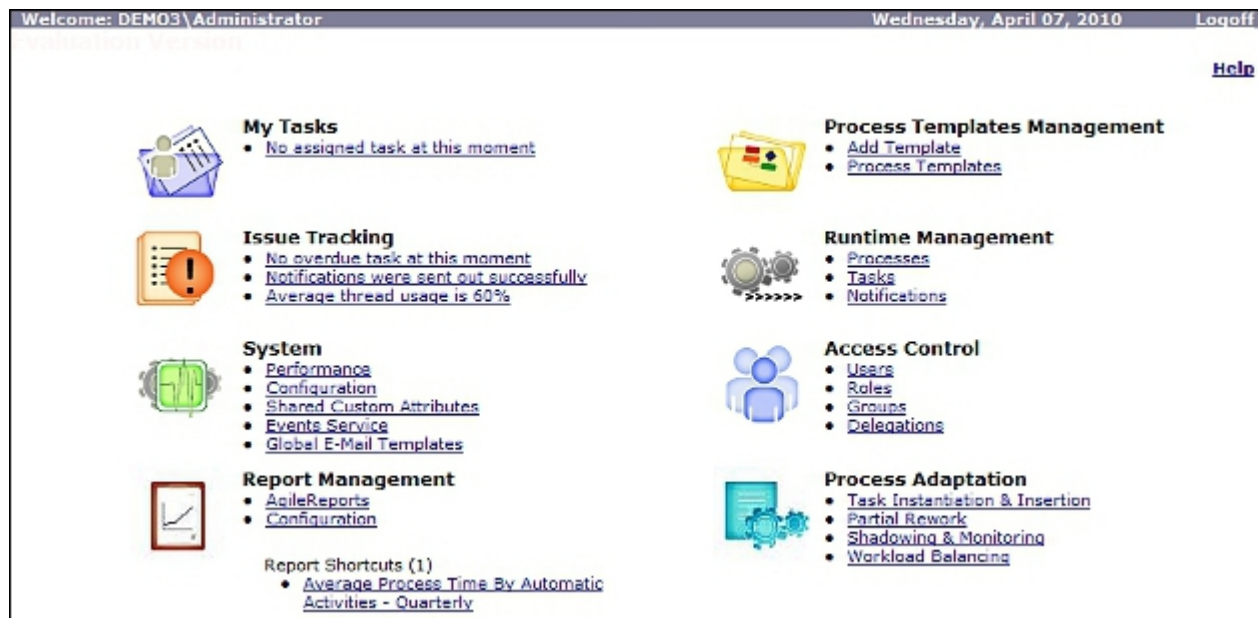 Welcome: DEMO3\Administrator
Wednesday, April 07, 2010
Logoff
Evaluation Version
Help
My Tasks
• No assigned task at this moment
Issue Tracking
• No overdue task at this moment
• Notifications were sent out successfully
• Average thread usage is 60%
System
• Performance
• Configuration
• Shared Custom Attributes
• Events Service
• Global E-Mail Templates
Report Management
• AgileReports
• Configuration
Report Shortcuts (1)
• Average Process Time By Automatic
Activities - Quarterly
Process Templates Management
• Add Template
• Process Templates
Runtime Management
• Processes
• Tasks
• Notifications
Access Control
• Users
• Roles
• Groups
• Delegations
Process Adaptation
• Task Instantiation & Insertion
• Partial Rework
• Shadowing & Monitoring
• Workload Balancing